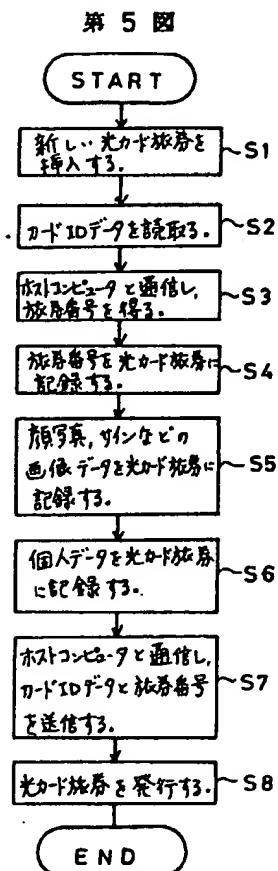 第 5 図
START
新しい光カード旅券を
挿入する。
S1
カードIDデータを読取る。
S2
ホストコンピュータと通信し,
旅券番号を得る。
S3
旅券番号を光カード旅券に
記録する。
S4
顔写真,サインなどの
画像データを光カード旅券に
記録する。
S5
個人データを光カード旅券
に記録する。
S6
ホストコンピュータと通信し,
カードIDデータと旅券番号
を送信する。
S7
光カード旅券を発行する。
S8
END